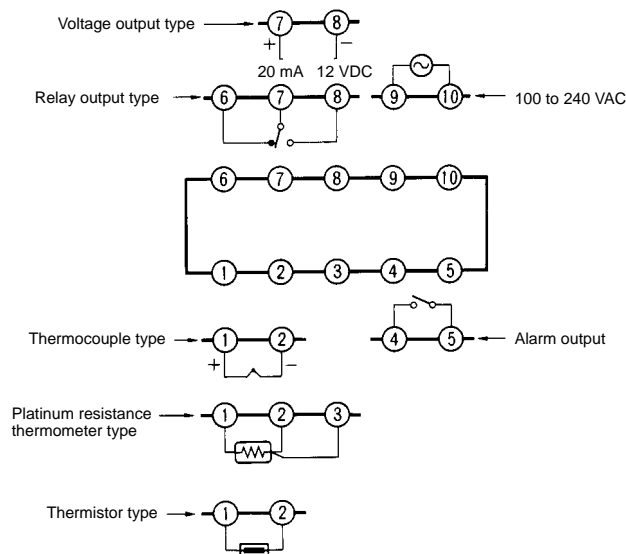 Voltage output type
7 8
+ −
20 mA 12 VDC
Relay output type
6 7 8 9 10
100 to 240 VAC
6 7 8 9 10
1 2 3 4 5
Thermocouple type
1 2
+ −
4 5
Alarm output
Platinum resistance
thermometer type
1 2 3
Thermistor type
1 2